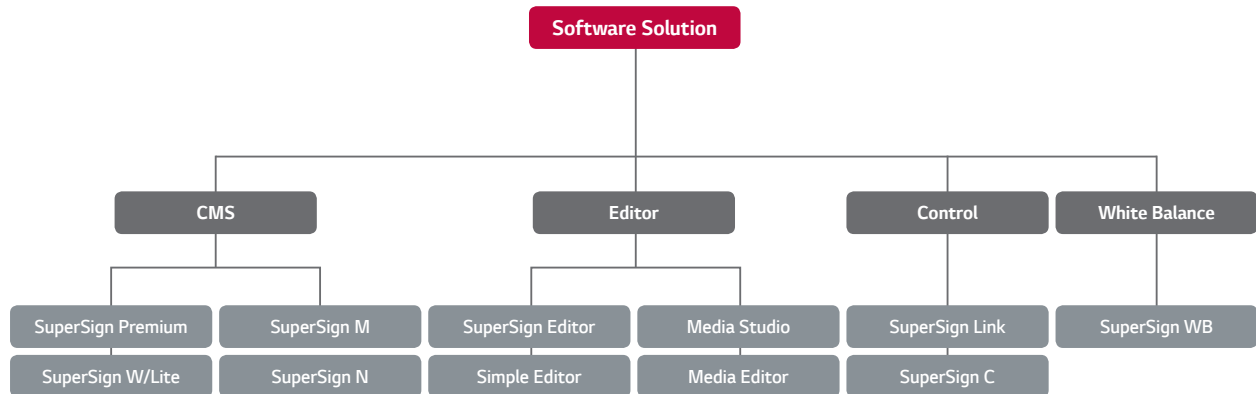 Software Solution
CMS
Editor
Control
White Balance
SuperSign Premium
SuperSign M
SuperSign Editor
Media Studio
SuperSign Link
SuperSign WB
SuperSign W/Lite
SuperSign N
Simple Editor
Media Editor
SuperSign C